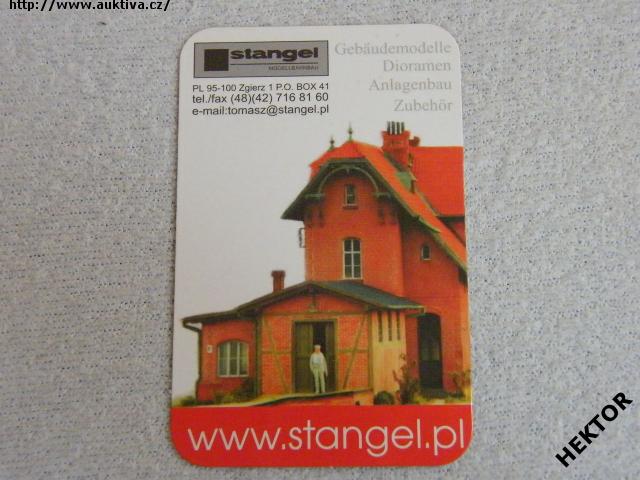 http://www.auktiva.cz/
stangel
MODELLBAHNBAU
Gebäudemodelle
Dioramen
Anlagenbau
Zubehör
PL 95-100 Zgierz 1 P.O. BOX 41
tel./fax (48)(42) 716 81 60
e-mail:tomasz@stangel.pl
www.stangel.pl
HEKTOR